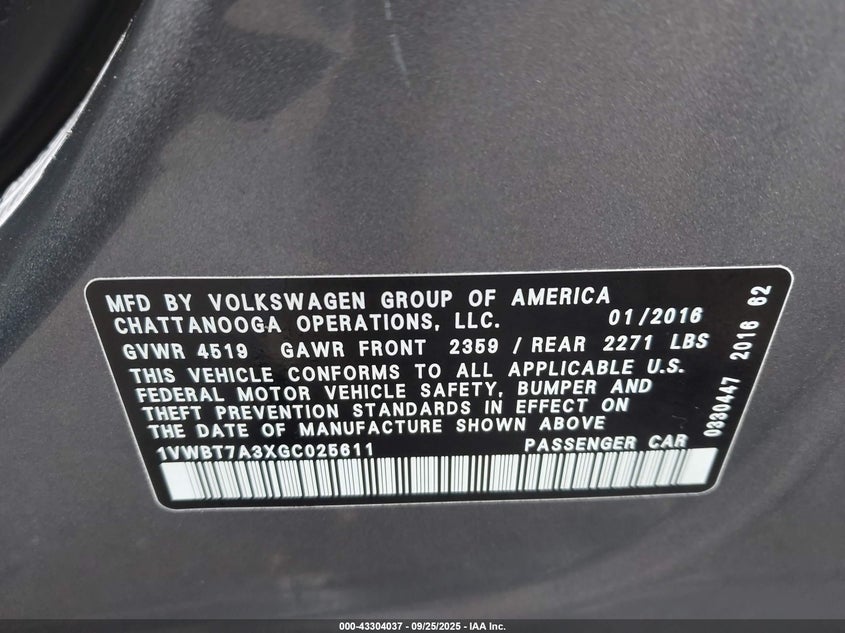 MFD BY VOLKSWAGEN GROUP OF AMERICA
CHATTANOOGA OPERATIONS, LLC. 01/2016
GVWR 4519 GAWR FRONT 2359 / REAR 2271 LBS
THIS VEHICLE CONFORMS TO ALL APPLICABLE U.S.
FEDERAL MOTOR VEHICLE SAFETY, BUMPER AND
THEFT PREVENTION STANDARDS IN EFFECT ON
THE DATE OF MANUFACTURE SHOWN ABOVE
1VWBT7A3XGC025611 PASSENGER CAR
0330447 2016 62
000-43304037 - 09/25/2025 - IAA Inc.